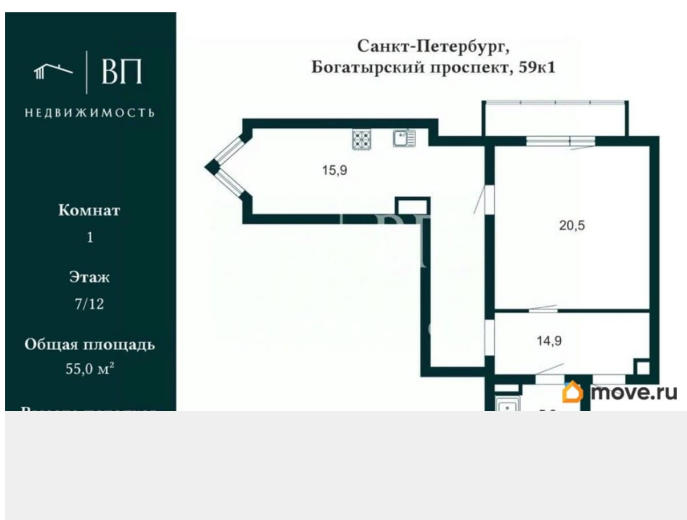 ВП
НЕДВИЖИМОСТЬ
Санкт-Петербург,
Богатырский проспект, 59к1
Комнат
1
Этаж
7/12
Общая площадь
55,0 м²
15,9
20,5
14,9
ВП
move.ru